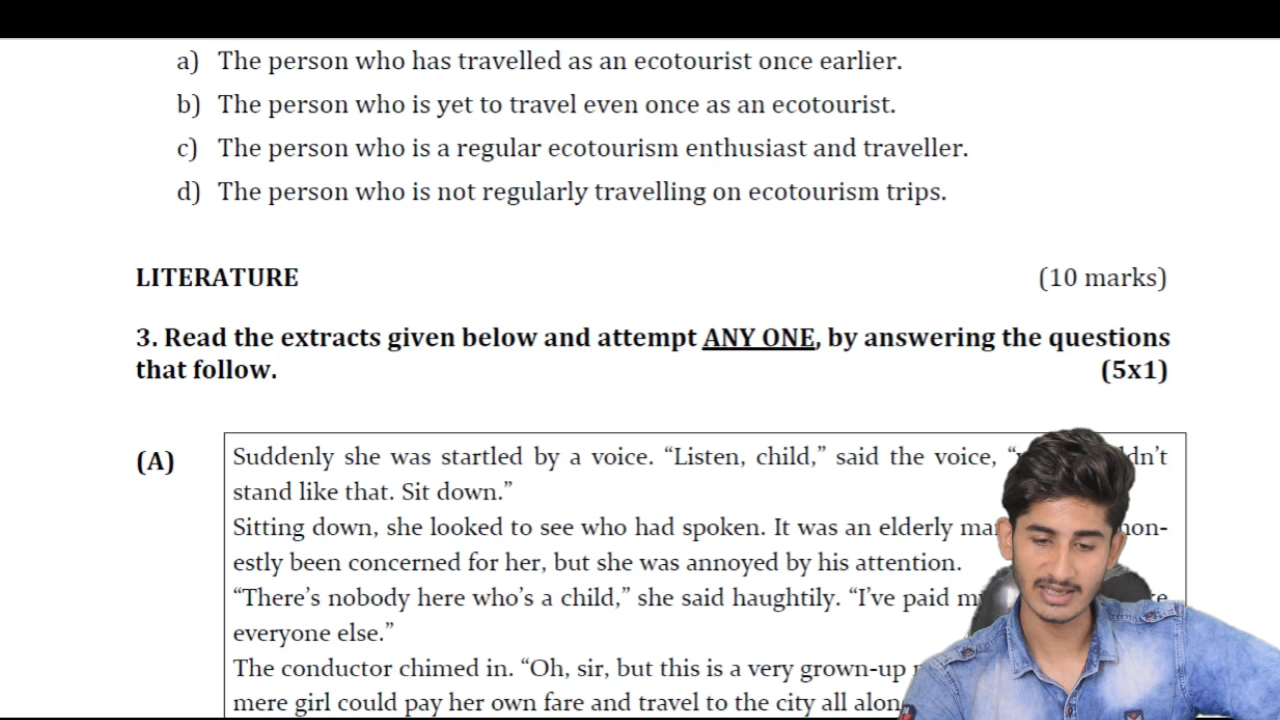 a) The person who has travelled as an ecotourist once earlier.
b) The person who is yet to travel even once as an ecotourist.
c) The person who is a regular ecotourism enthusiast and traveller.
d) The person who is not regularly travelling on ecotourism trips.
LITERATURE (10 marks)
3. Read the extracts given below and attempt ANY ONE, by answering the questions
that follow. (5x1)
(A) Suddenly she was startled by a voice. “Listen, child,” said the voice, “
stand like that. Sit down.”
Sitting down, she looked to see who had spoken. It was an elderly
estly been concerned for her, but she was annoyed by his attention.
“There’s nobody here who’s a child,” she said haughtily. “I’ve paid
everyone else.”
The conductor chimed in. “Oh, sir, but this is a very grown-up
mere girl could pay her own fare and travel to the city all